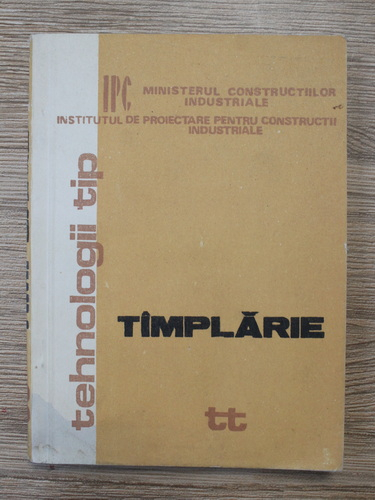 IPC MINISTERUL CONSTRUCTIILOR
INDUSTRIALE
INSTITUTUL DE PROIECTARE PENTRU CONSTRUCTII
INDUSTRIALE
tehnologii tip
TÎMPLĂRIE
tt